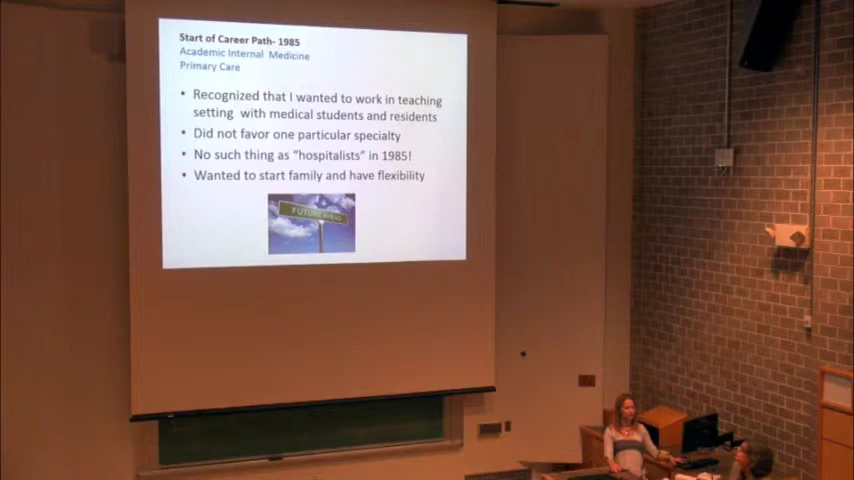 Start of Career Path- 1985
Academic Internal Medicine
Primary Care
• Recognized that I wanted to work in teaching
setting with medical students and residents
• Did not favor one particular specialty
• No such thing as "hospitalists" in 1985!
• Wanted to start family and have flexibility
FUTURE